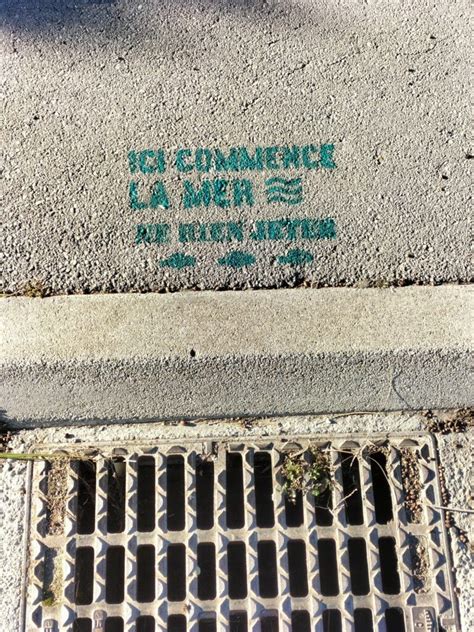 ICI COMMENCE
LA MER
NE RIEN JETER